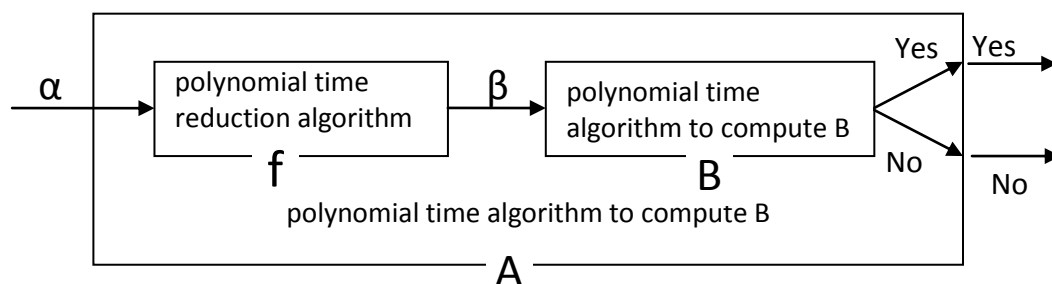 α
polynomial time
reduction algorithm
f
β
polynomial time
algorithm to compute B
B
Yes
Yes
No
No
polynomial time algorithm to compute B
A